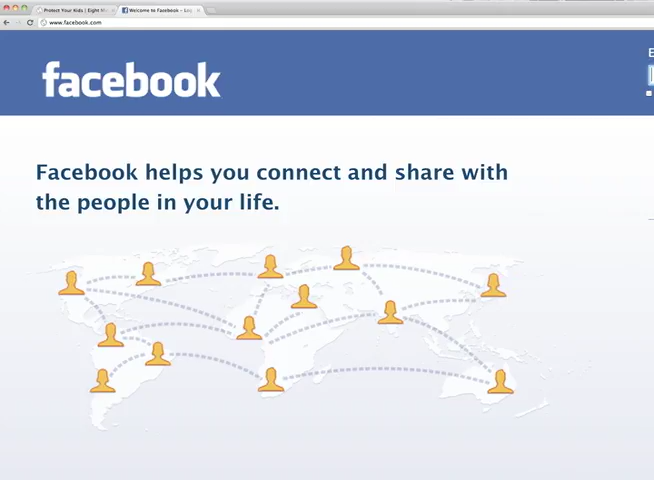 Protect Your Kids | Eight M
Welcome to Facebook - Log
www.facebook.com
E
facebook
Facebook helps you connect and share with
the people in your life.